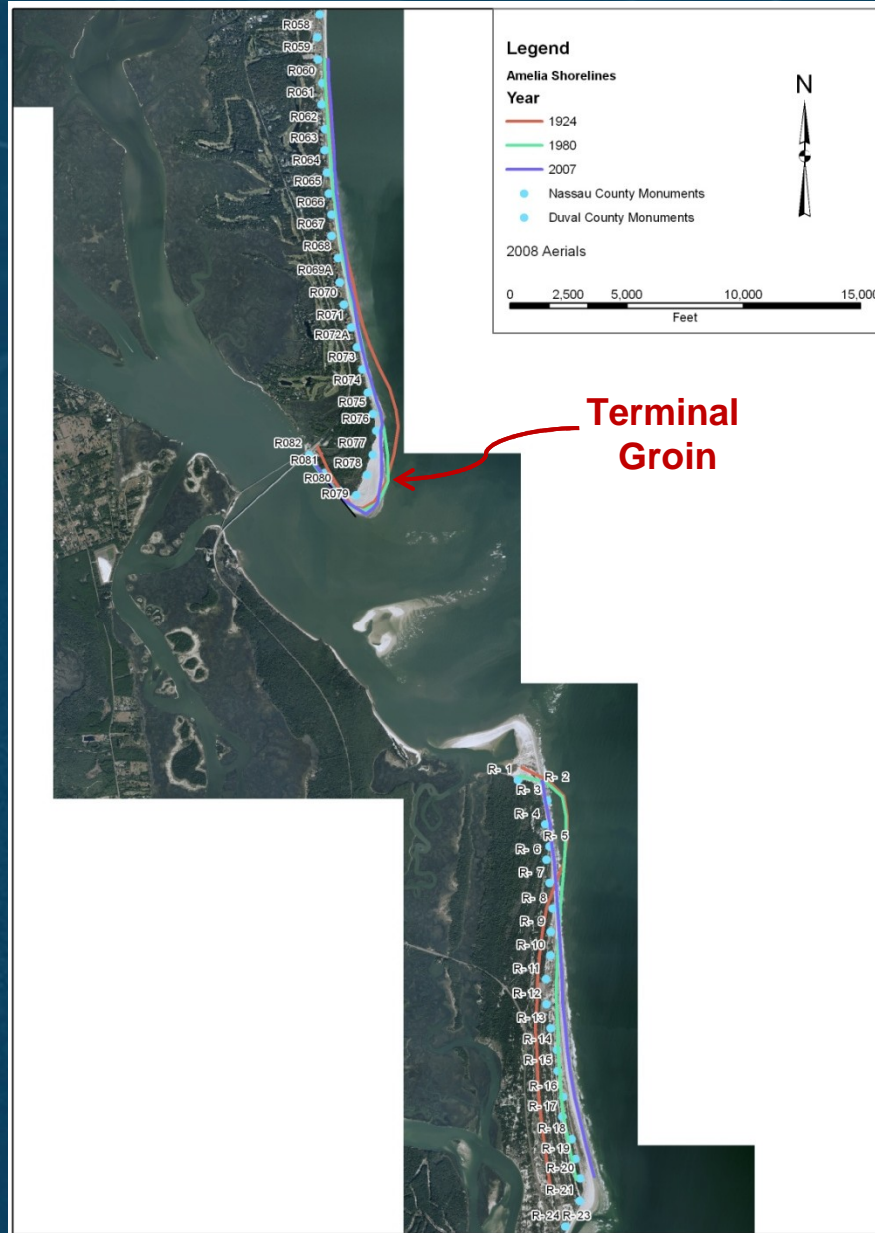 R058
R059
R060
R061
R062
R063
R064
R065
R066
R067
R068
R069A
R070
R071
R072A
R073
R074
R075
R076
R077
R078
R079
R080
R081
R082
Legend
Amelia Shorelines
Year
1924
1980
2007
Nassau County Monuments
Duval County Monuments
2008 Aerials
0 2,500 5,000 10,000 15,000
Feet
N
Terminal
Groin
R- 1
R- 2
R- 3
R- 4
R- 5
R- 6
R- 7
R- 8
R- 9
R- 10
R- 11
R- 12
R- 13
R- 14
R- 15
R- 16
R- 17
R- 18
R- 19
R- 20
R- 21
R- 24 R- 23